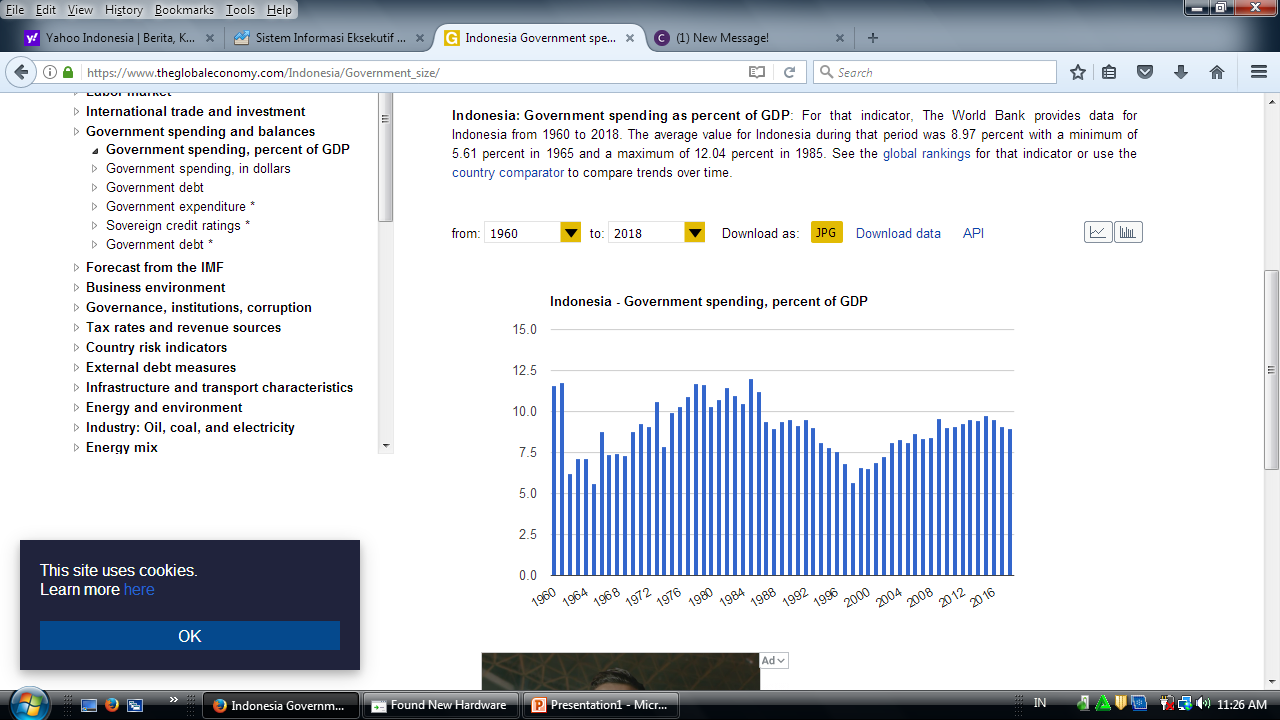 File Edit View History Bookmarks Tools Help
Yahoo Indonesia | Berita, K...
Sistem Informasi Eksekutif ...
Indonesia Government spe...
(1) New Message!
https://www.theglobaleconomy.com/Indonesia/Government_size/
Search
Labor market
International trade and investment
Government spending and balances
Government spending, percent of GDP
Government spending, in dollars
Government debt
Government expenditure *
Sovereign credit ratings *
Government debt *
Forecast from the IMF
Business environment
Governance, institutions, corruption
Tax rates and revenue sources
Country risk indicators
External debt measures
Infrastructure and transport characteristics
Energy and environment
Industry: Oil, coal, and electricity
Energy mix
Indonesia: Government spending as percent of GDP: For that indicator, The World Bank provides data for
Indonesia from 1960 to 2018. The average value for Indonesia during that period was 8.97 percent with a minimum of
5.61 percent in 1965 and a maximum of 12.04 percent in 1985. See the global rankings for that indicator or use the
country comparator to compare trends over time.
from: 1960 to: 2018 Download as: JPG Download data API
Indonesia - Government spending, percent of GDP
15.0
12.5
10.0
7.5
5.0
2.5
0.0
1960 1964 1968 1972 1976 1980 1984 1988 1992 1996 2000 2004 2008 2012 2016
This site uses cookies.
Learn more here
OK
Ad
Indonesia Governm...
Found New Hardware
Presentation1 - Micr...
IN
11:26 AM